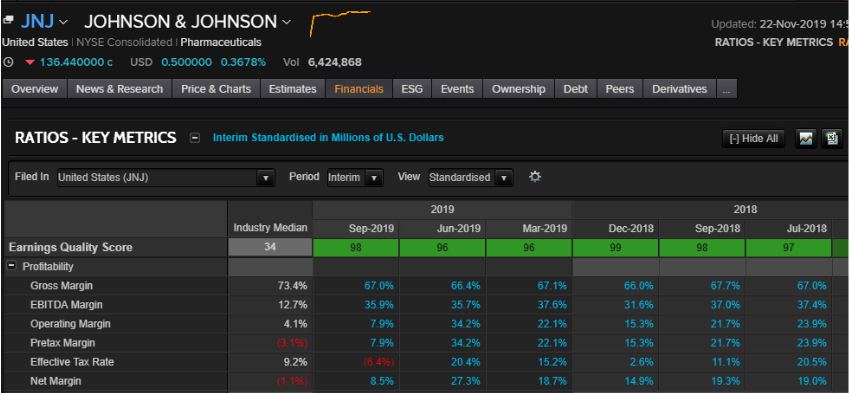 JNJ JOHNSON & JOHNSON
Updated: 22-Nov-2019 14:5
United States | NYSE Consolidated | Pharmaceuticals
RATIOS - KEY METRICS RA
136.440000 c USD 0.500000 0.3678% Vol 6,424,868
Overview News & Research Price & Charts Estimates Financials ESG Events Ownership Debt Peers Derivatives ...
RATIOS - KEY METRICS Interim Standardised in Millions of U.S. Dollars [-] Hide All
Filed In United States (JNJ) Period Interim View Standardised
2019 2018
Industry Median Sep-2019 Jun-2019 Mar-2019 Dec-2018 Sep-2018 Jul-2018
Earnings Quality Score 34 98 96 96 99 98 97
Profitability
Gross Margin 73.4% 67.0% 66.4% 67.1% 66.0% 67.7% 67.0%
EBITDA Margin 12.7% 35.9% 35.7% 37.6% 31.6% 37.0% 37.4%
Operating Margin 4.1% 7.9% 34.2% 22.1% 15.3% 21.7% 23.9%
Pretax Margin (3.1%) 7.9% 34.2% 22.1% 15.3% 21.7% 23.9%
Effective Tax Rate 9.2% (6.4%) 20.4% 15.2% 2.6% 11.1% 20.5%
Net Margin (1.1%) 8.5% 27.3% 18.7% 14.9% 19.3% 19.0%